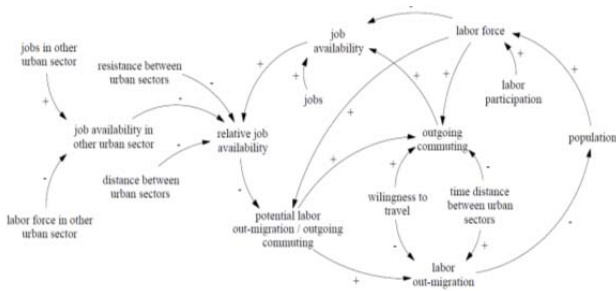 jobs in other
urban sector
resistance between
urban sectors
job
availability
labor force
jobs
labor
participation
job availability in
other urban sector
relative job
availability
outgoing
commuting
population
distance between
urban sectors
labor force in other
urban sector
potential labor
out-migration / outgoing
commuting
wilingness to
travel
time distance
between urban
sectors
labor
out-migration
+
-
-
-
-
+
+
-
+
+
+
+
+
+
+
-
+
-
-
+
+
-